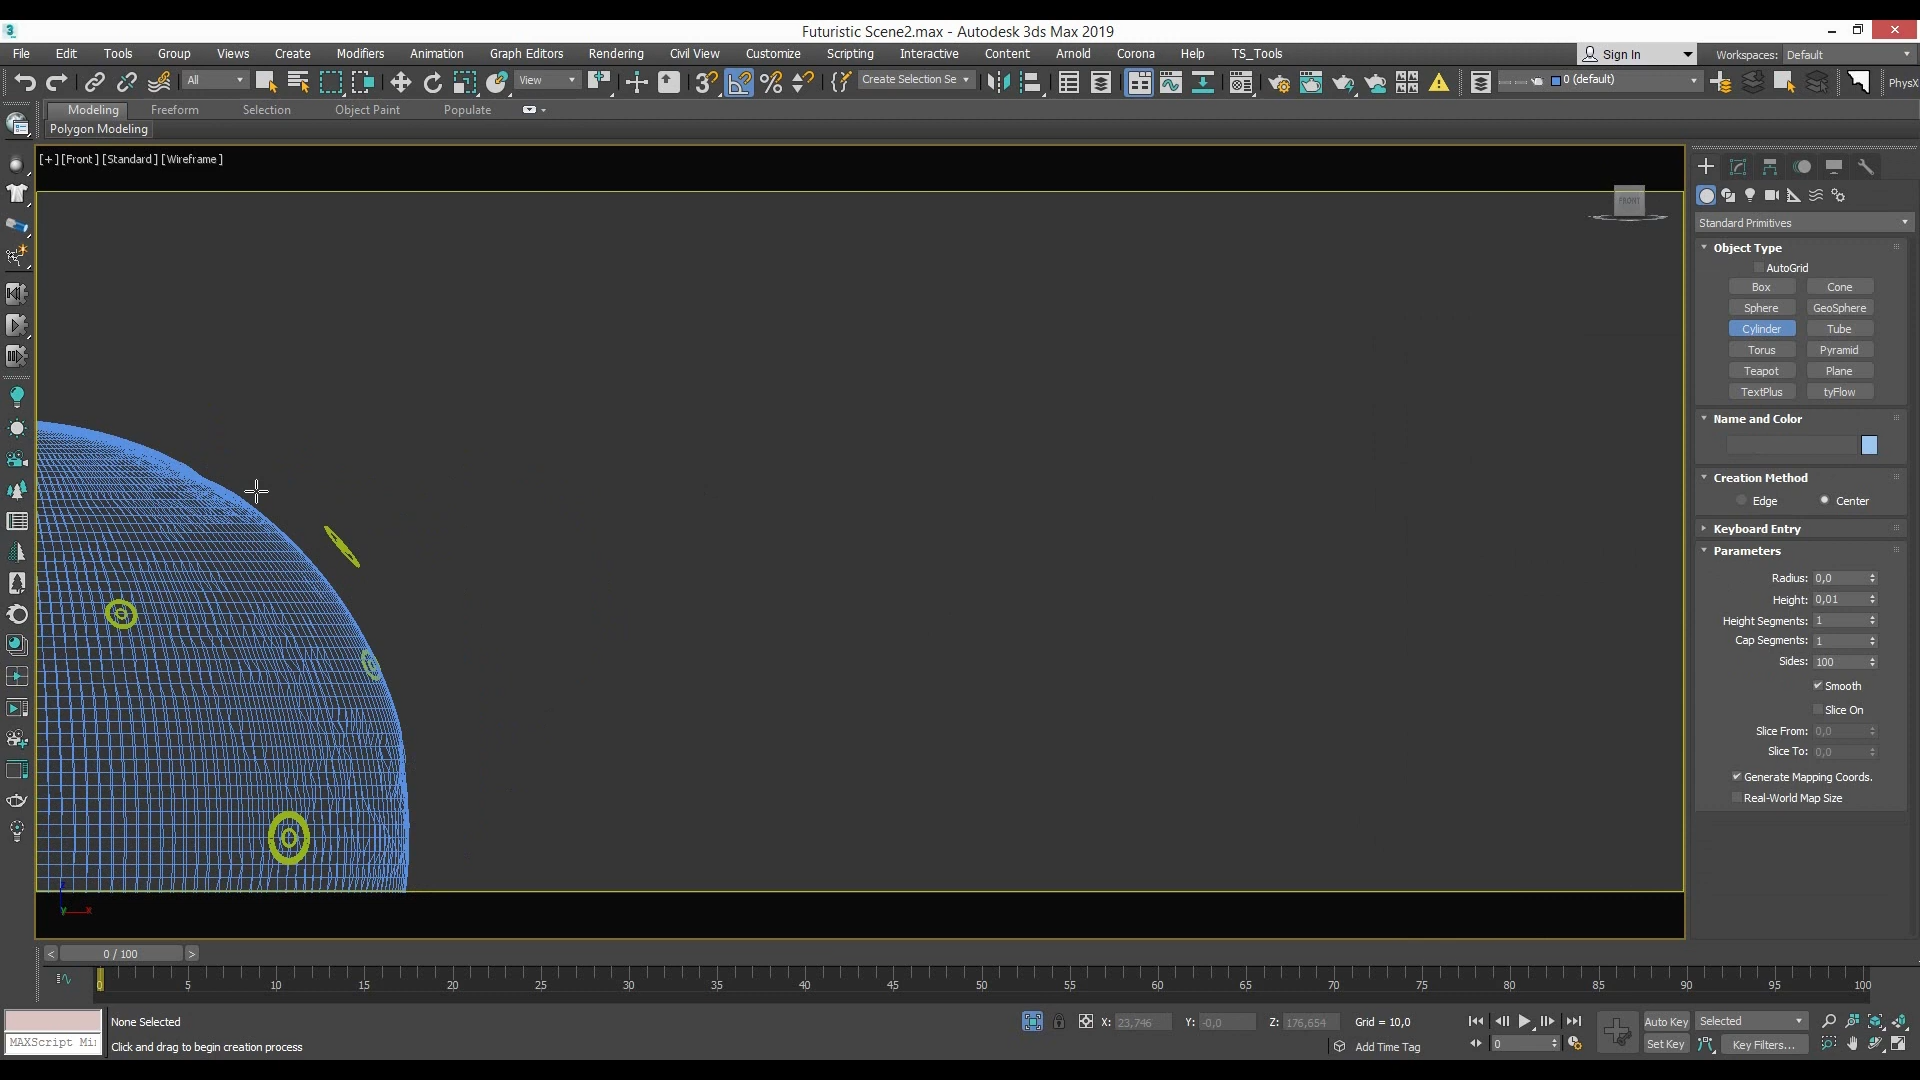 Futuristic Scene2.max - Autodesk 3ds Max 2019
File Edit Tools Group Views Create Modifiers Animation Graph Editors Rendering Civil View Customize Scripting Interactive Content Arnold Corona Help TS_Tools Sign In Workspaces: Default
All View Create Selection Se 0 (default) PhysX
Modeling Freeform Selection Object Paint Populate
Polygon Modeling
[+] [Front] [Standard] [Wireframe]
FRONT
Standard Primitives
Object Type
AutoGrid
Box Cone
Sphere GeoSphere
Cylinder Tube
Torus Pyramid
Teapot Plane
TextPlus tyFlow
Name and Color
Creation Method
Edge Center
Keyboard Entry
Parameters
Radius: 0,0
Height: 0,01
Height Segments: 1
Cap Segments: 1
Sides: 100
Smooth
Slice On
Slice From: 0,0
Slice To: 0,0
Generate Mapping Coords.
Real-World Map Size
y x
< 0 / 100 >
0 5 10 15 20 25 30 35 40 45 50 55 60 65 70 75 80 85 90 95 100
None Selected X: 23,746 Y: -0,0 Z: 176,654 Grid = 10,0 Auto Key Selected
MAXScript Mi Click and drag to begin creation process Add Time Tag 0 Set Key Key Filters...